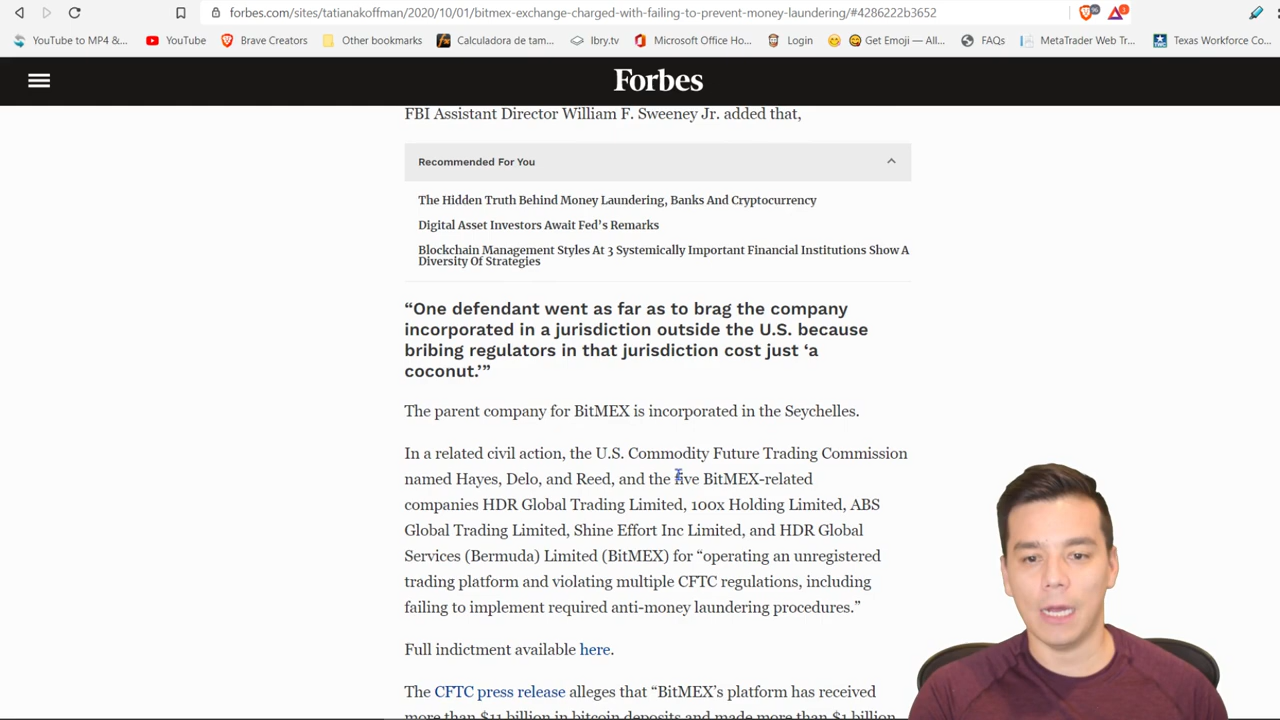 forbes.com/sites/tatianakoffman/2020/10/01/bitmex-exchange-charged-with-failing-to-prevent-money-laundering/#4286222b3652
YouTube to MP4 &... YouTube Brave Creators Other bookmarks Calculadora de tam... lbry.tv Microsoft Office Ho... Login Get Emoji — All... FAQs MetaTrader Web Tr... Texas Workforce Co...
Forbes
FBI Assistant Director William F. Sweeney Jr. added that,
Recommended For You
The Hidden Truth Behind Money Laundering, Banks And Cryptocurrency
Digital Asset Investors Await Fed's Remarks
Blockchain Management Styles At 3 Systemically Important Financial Institutions Show A
Diversity Of Strategies
“One defendant went as far as to brag the company
incorporated in a jurisdiction outside the U.S. because
bribing regulators in that jurisdiction cost just ‘a
coconut.’”
The parent company for BitMEX is incorporated in the Seychelles.
In a related civil action, the U.S. Commodity Future Trading Commission
named Hayes, Delo, and Reed, and the five BitMEX-related
companies HDR Global Trading Limited, 100x Holding Limited, ABS
Global Trading Limited, Shine Effort Inc Limited, and HDR Global
Services (Bermuda) Limited (BitMEX) for “operating an unregistered
trading platform and violating multiple CFTC regulations, including
failing to implement required anti-money laundering procedures.”
Full indictment available here.
The CFTC press release alleges that “BitMEX’s platform has received
more than $11 billion in bitcoin deposits and made more than $1 billion